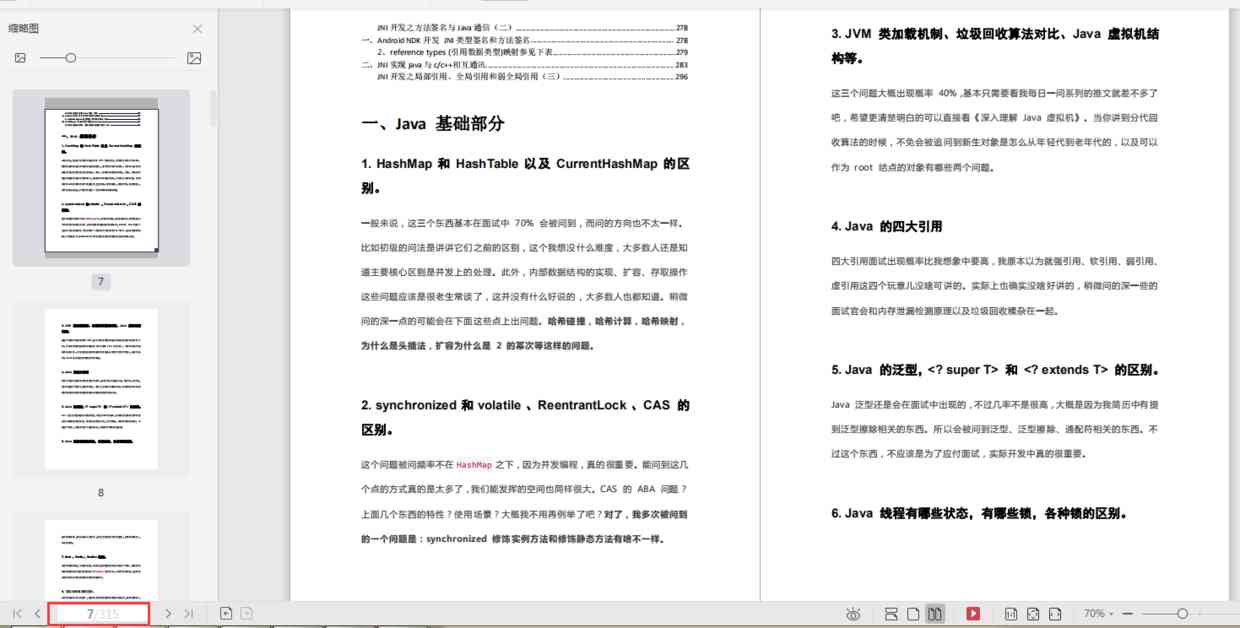 缩略图
7
8
JNI 开发之方法签名与 Java 通信（二）...278
一、Android NDK 开发 JNI 类型签名和方法签名...278
2、reference types (引用数据类型)映射参见下表...279
二、JNI 实现 java 与 c/c++相互通讯...283
JNI 开发之局部引用、全局引用和弱全局引用（三）...296
一、Java 基础部分
1. HashMap 和 HashTable 以及 CurrentHashMap 的区
别。
一般来说，这三个东西基本在面试中 70% 会被问到，而问的方向也不太一样。
比如初级的问法是讲讲它们之前的区别，这个我想没什么难度，大多数人还是知
道主要核心区别是并发上的处理。此外，内部数据结构的实现、扩容、存取操作
这些问题应该是很老生常谈了，这并没有什么好说的，大多数人也都知道。稍微
问的深一点的可能会在下面这些点上出问题。哈希碰撞，哈希计算，哈希映射，
为什么是头插法，扩容为什么是 2 的幂次等这样的问题。
2. synchronized 和 volatile 、ReentrantLock 、CAS 的
区别。
这个问题被问频率不在 HashMap 之下，因为并发编程，真的很重要。能问到这几
个点的方式真的是太多了，我们能发挥的空间也同样很大。CAS 的 ABA 问题？
上面几个东西的特性？使用场景？大概我不用再例举了吧？对了，我多次被问到
的一个问题是：synchronized 修饰实例方法和修饰静态方法有啥不一样。
3. JVM 类加载机制、垃圾回收算法对比、Java 虚拟机结
构等。
这三个问题大概出现概率 40%，基本只需要看我每日一问系列的推文就差不多了
吧，希望更清楚明白的可以直接看《深入理解 Java 虚拟机》。当你讲到分代回
收算法的时候，不免会被追问到新生对象是怎么从年轻代到老年代的，以及可以
作为 root 结点的对象有哪些两个问题。
4. Java 的四大引用
四大引用面试出现概率比我想象中要高，我原本以为就强引用、软引用、弱引用、
虚引用这四个玩意儿没啥可讲的。实际上也确实没啥好讲的，稍微问的深一些的
面试官会和内存泄漏检测原理以及垃圾回收糅杂在一起。
5. Java 的泛型，<? super T> 和 <? extends T> 的区别。
Java 泛型还是会在面试中出现的，不过几率不是很高，大概是因为我简历中有提
到泛型擦除相关的东西。所以会被问到泛型、泛型擦除、通配符相关的东西。不
过这个东西，不应该是为了应付面试，实际开发中真的很重要。
6. Java 线程有哪些状态，有哪些锁，各种锁的区别。
7/315
70%